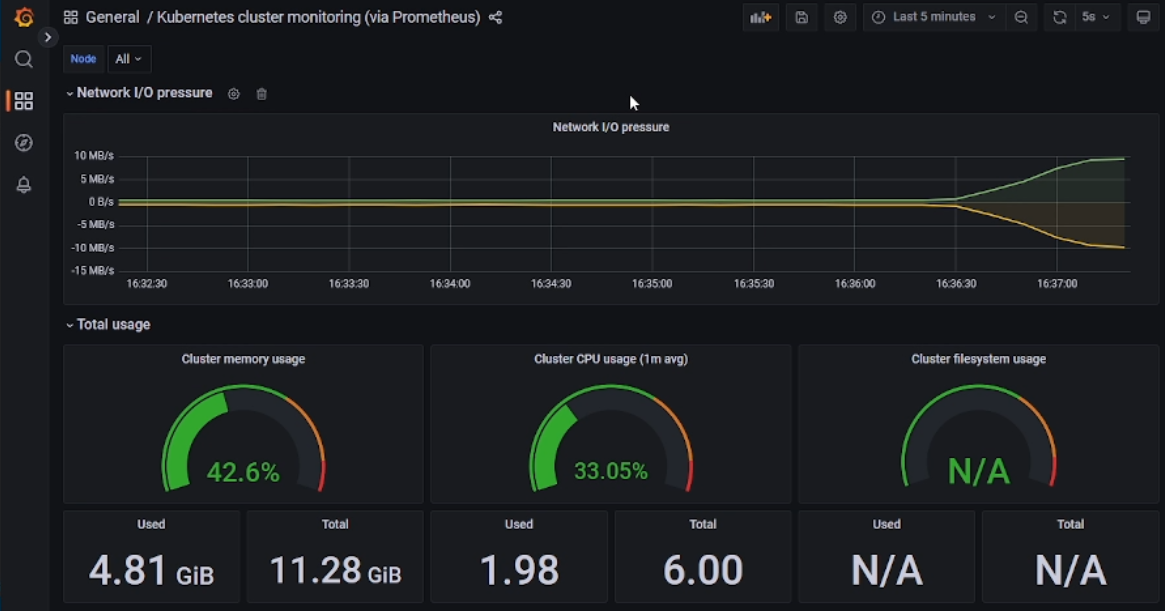 General / Kubernetes cluster monitoring (via Prometheus)
Last 5 minutes
5s
Node
All
Network I/O pressure
Network I/O pressure
10 MB/s
5 MB/s
0 B/s
-5 MB/s
-10 MB/s
-15 MB/s
16:32:30 16:33:00 16:33:30 16:34:00 16:34:30 16:35:00 16:35:30 16:36:00 16:36:30 16:37:00
Total usage
Cluster memory usage
42.6%
Cluster CPU usage (1m avg)
33.05%
Cluster filesystem usage
N/A
Used
4.81 GiB
Total
11.28 GiB
Used
1.98
Total
6.00
Used
N/A
Total
N/A